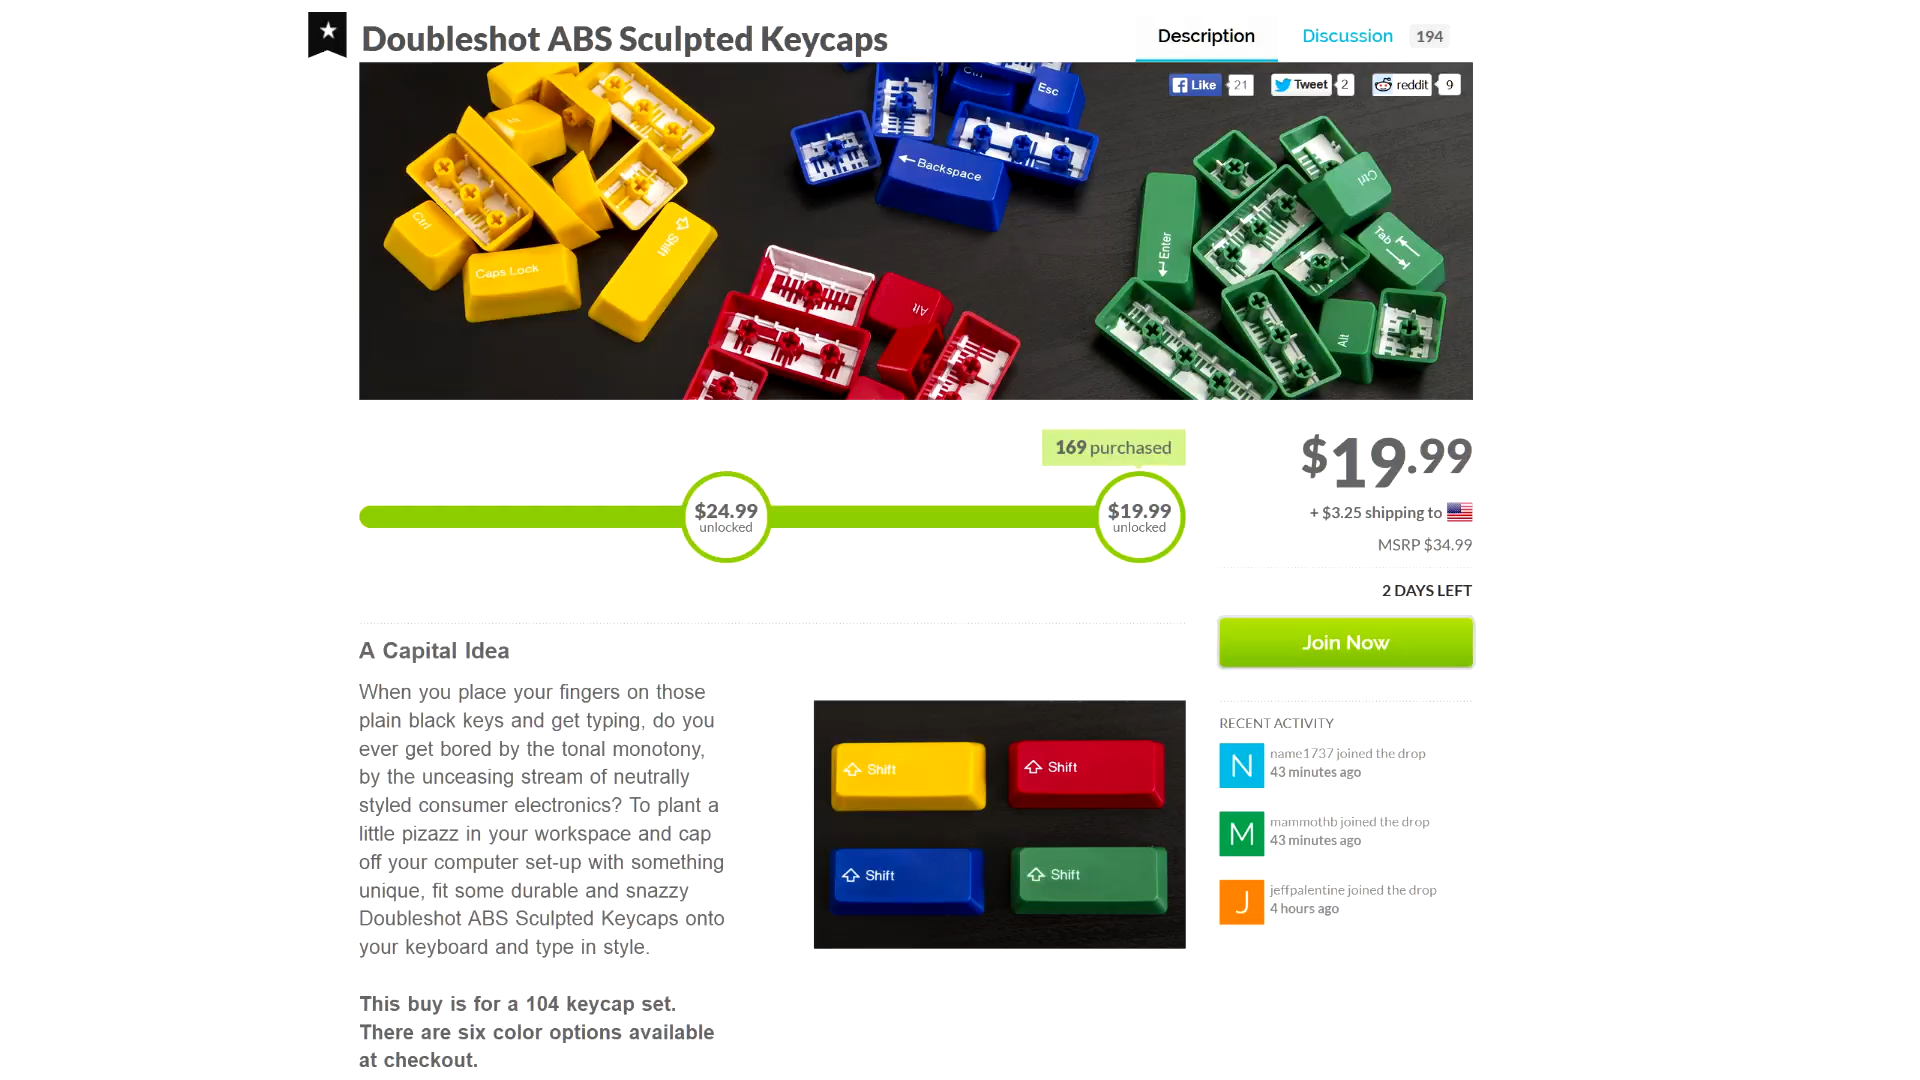 Doubleshot ABS Sculpted Keycaps
Description
Discussion 194
Like 21
Tweet 2
reddit 9
Ctrl
Esc
Backspace
Alt
Ctrl
Shift
Caps Lock
Ctrl
Tab
Enter
Alt
Alt
169 purchased
$24.99
unlocked
$19.99
unlocked
$19.99
+ $3.25 shipping to
MSRP $34.99
2 DAYS LEFT
Join Now
A Capital Idea
When you place your fingers on those
plain black keys and get typing, do you
ever get bored by the tonal monotony,
by the unceasing stream of neutrally
styled consumer electronics? To plant a
little pizazz in your workspace and cap
off your computer set-up with something
unique, fit some durable and snazzy
Doubleshot ABS Sculpted Keycaps onto
your keyboard and type in style.
This buy is for a 104 keycap set.
There are six color options available
at checkout.
Shift
Shift
Shift
Shift
RECENT ACTIVITY
N
name1737 joined the drop
43 minutes ago
M
mammothb joined the drop
43 minutes ago
J
jeffpalentine joined the drop
4 hours ago